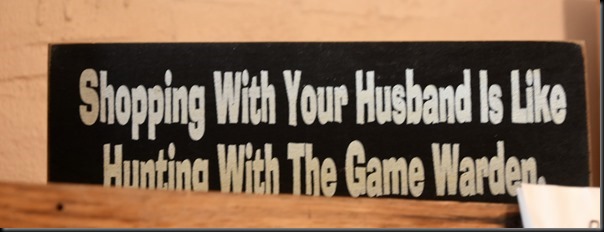 Shopping With Your Husband Is Like
Hunting With The Game Warden.